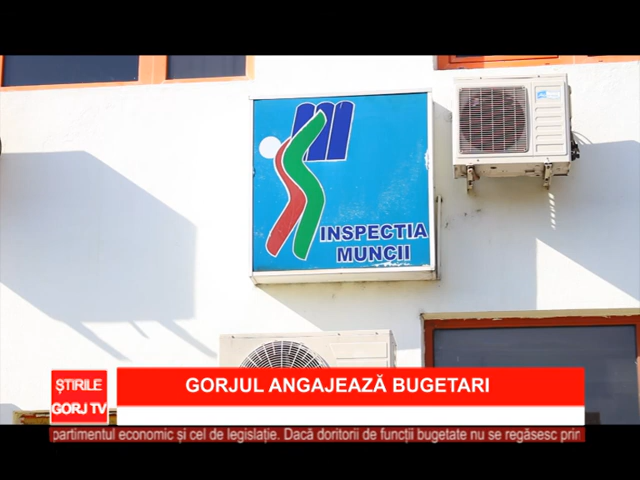 INSPECTIA
MUNCII
ȘTIRILE
GORJ TV
GORJUL ANGAJEAZĂ BUGETARI
partimentul economic și cel de legislație. Dacă doritorii de funcții bugetare nu se regăsesc prin